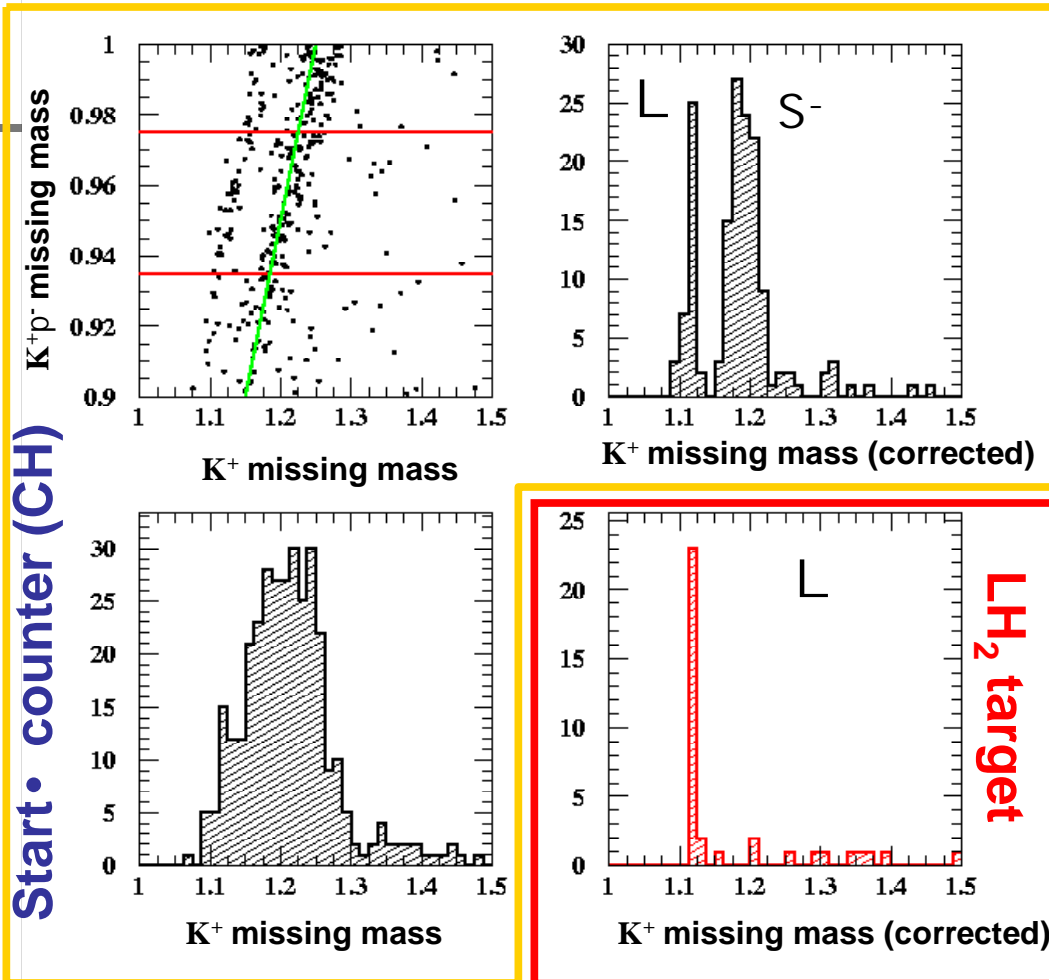 K⁺p⁻ missing mass
1
0.98
0.96
0.94
0.92
0.9
1 1.1 1.2 1.3 1.4 1.5
K⁺ missing mass
30
25
20
15
10
5
0
L
S⁻
1 1.1 1.2 1.3 1.4 1.5
K⁺ missing mass (corrected)
Start• counter (CH)
30
25
20
15
10
5
0
1 1.1 1.2 1.3 1.4 1.5
K⁺ missing mass
25
20
15
10
5
0
L
1 1.1 1.2 1.3 1.4 1.5
K⁺ missing mass (corrected)
LH₂ target